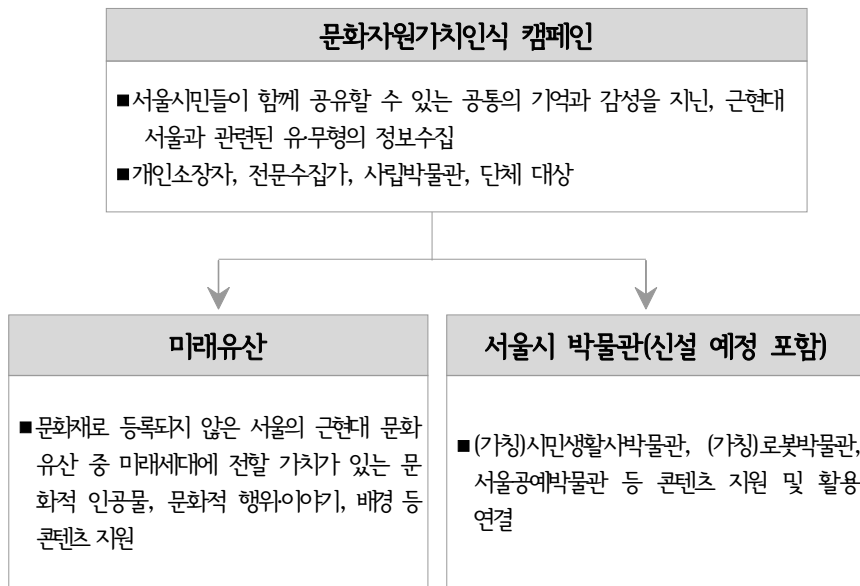 문화자원가치인식 캠페인
■서울시민들이 함께 공유할 수 있는 공통의 기억과 감성을 지닌, 근현대
서울과 관련된 유·무형의 정보수집
■개인소장자, 전문수집가, 사립박물관, 단체 대상
미래유산
■문화재로 등록되지 않은 서울의 근현대 문화
유산 중 미래세대에 전할 가치가 있는 문
화적 인공물, 문화적 행위·이야기, 배경 등
콘텐츠 지원
서울시 박물관(신설 예정 포함)
■(가칭)시민생활사박물관, (가칭)로봇박물관,
서울공예박물관 등 콘텐츠 지원 및 활용
연결